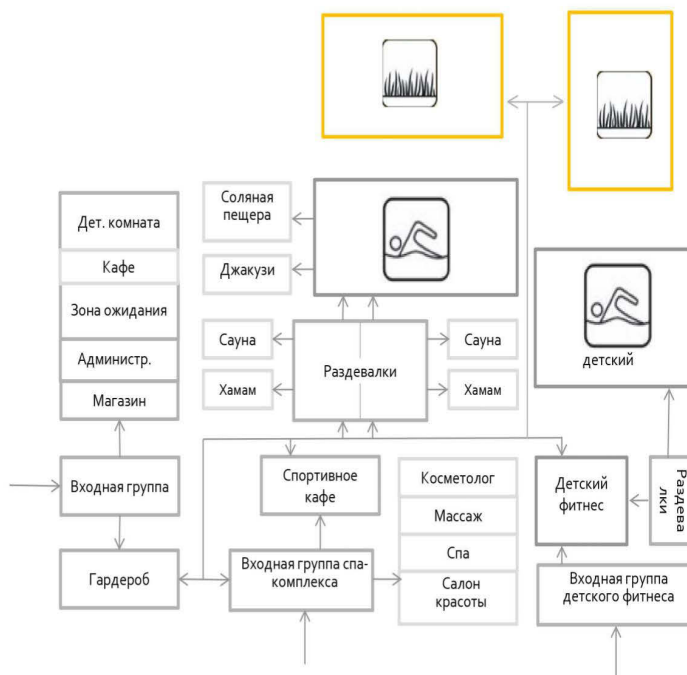 Соляная
пещера
Дет. комната
Кафе
Джакузи
Зона ожидания
Администр.
Магазин
Сауна
Хамам
Раздевалки
Сауна
Хамам
детский
Входная группа
Спортивное
кафе
Косметолог
Массаж
Спа
Салон
красоты
Детский
фитнес
Раздева
лки
Гардероб
Входная группа спа-
комплекса
Входная группа
детского фитнеса